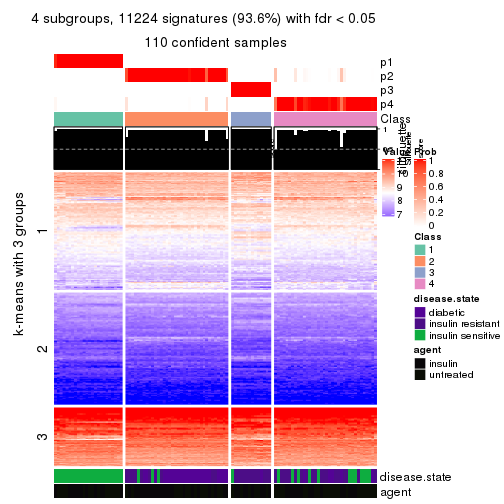 4 subgroups, 11224 signatures (93.6%) with fdr < 0.05
110 confident samples
p1
p2
p3
p4
Class
1
silhouette
score
k-means with 3 groups
1
2
3
disease.state
agent
Value
10
9
8
7
Prob
1
0.8
0.6
0.4
0.2
0
Class
1
2
3
4
disease.state
diabetic
insulin resistant
insulin sensitive
agent
insulin
untreated